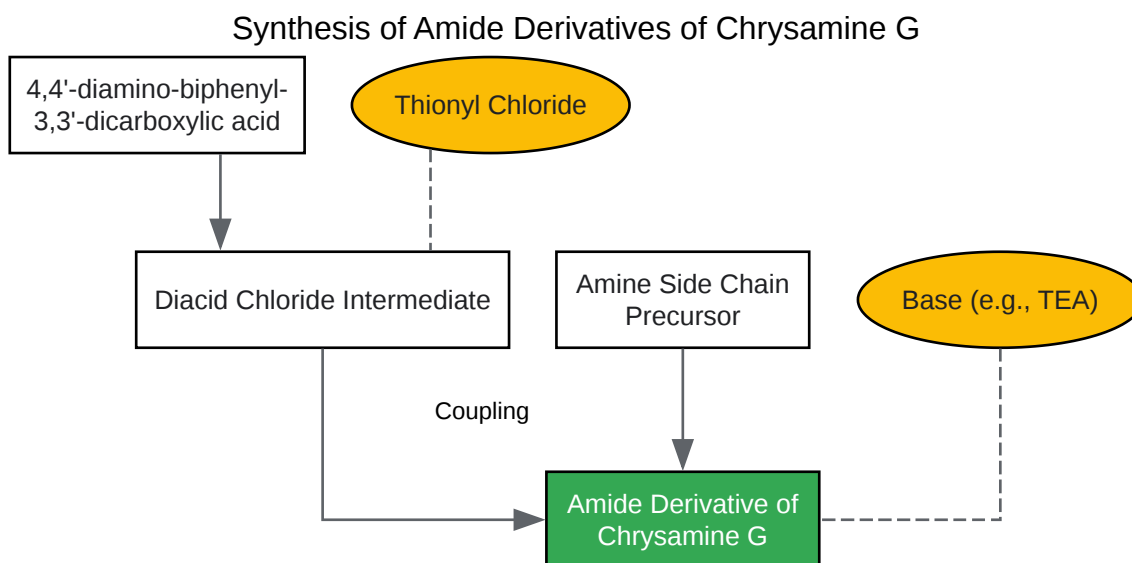 Synthesis of Amide Derivatives of Chrysamine G
4,4'-diamino-biphenyl-
3,3'-dicarboxylic acid
Thionyl Chloride
Diacid Chloride Intermediate
Amine Side Chain
Precursor
Base (e.g., TEA)
Coupling
Amide Derivative of
Chrysamine G